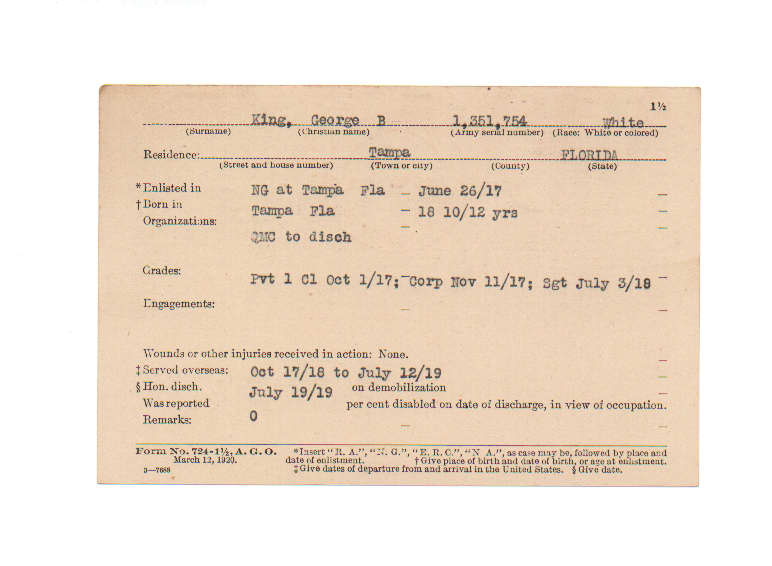 1½
King, George B 1,351,754 White
(Surname) (Christian name) (Army serial number) (Race: White or colored)
Residence: Tampa FLORIDA
(Street and house number) (Town or city) (County) (State)
*Enlisted in NG at Tampa Fla – June 26/17
†Born in Tampa Fla – 18 10/12 yrs
Organizations:
QMC to disch
Grades: Pvt 1 Cl Oct 1/17; Corp Nov 11/17; Sgt July 3/18
Engagements:
Wounds or other injuries received in action: None.
‡Served overseas: Oct 17/18 to July 12/19
§Hon. disch. July 19/19 on demobilization
Was reported 0 per cent disabled on date of discharge, in view of occupation.
Remarks:
Form No. 724-1½, A. G. O. *Insert "R. A.", "N. G.", "E. R. C.", "N A.", as case may be, followed by place and
March 12, 1920. date of enlistment. †Give place of birth and date of birth, or age at enlistment.
3—7688 ‡Give dates of departure from and arrival in the United States. §Give date.